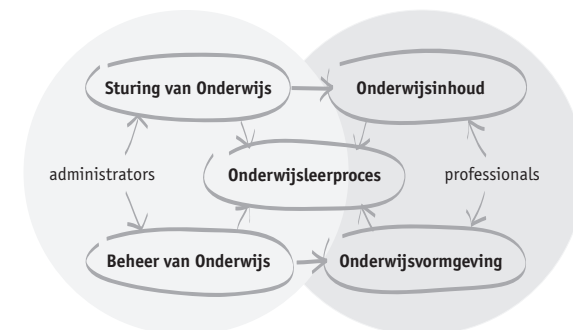 Sturing van Onderwijs
Onderwijsinhoud
administrators
Onderwijsleerproces
professionals
Beheer van Onderwijs
Onderwijsvormgeving